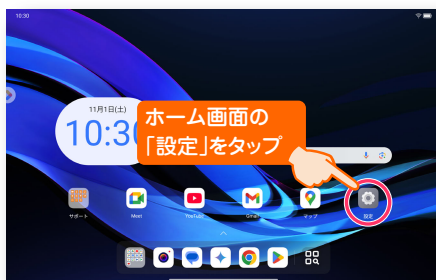 10:30
11月1日(土)
10:30
ホーム画面の
「設定」をタップ
サポート
Meet
YouTube
Gmail
マップ
設定